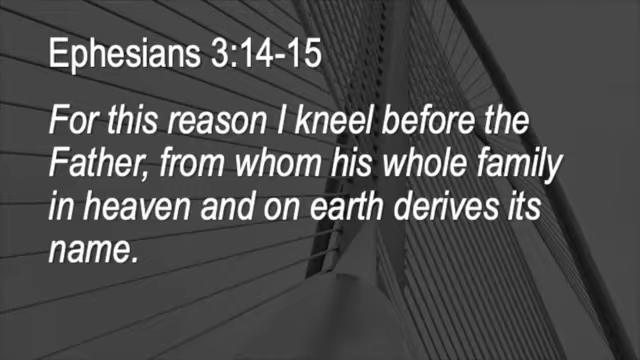 Ephesians 3:14-15
For this reason I kneel before the
Father, from whom his whole family
in heaven and on earth derives its
name.